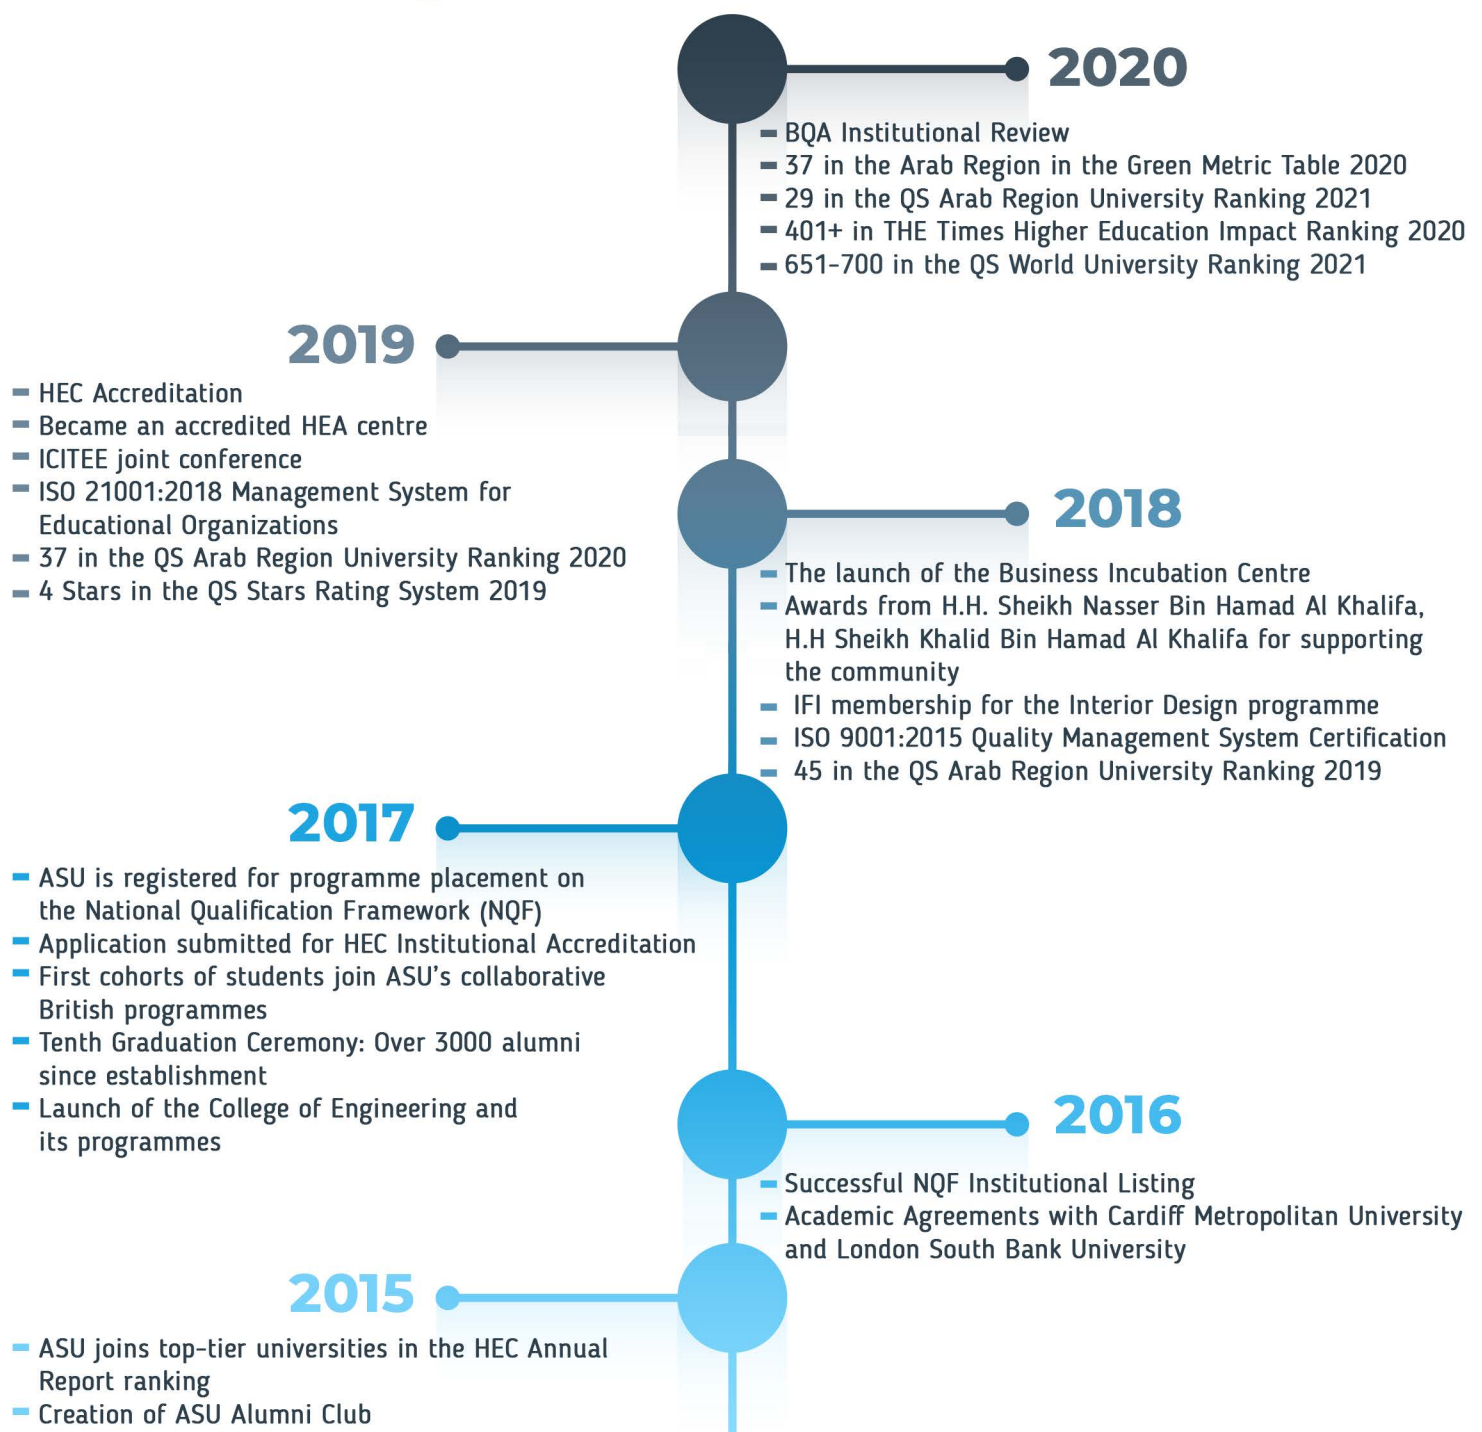 2020
BQA Institutional Review
37 in the Arab Region in the Green Metric Table 2020
29 in the QS Arab Region University Ranking 2021
401+ in THE Times Higher Education Impact Ranking 2020
651-700 in the QS World University Ranking 2021
2019
HEC Accreditation
Became an accredited HEA centre
ICITEE joint conference
ISO 21001:2018 Management System for
Educational Organizations
37 in the QS Arab Region University Ranking 2020
4 Stars in the QS Stars Rating System 2019
2018
The launch of the Business Incubation Centre
Awards from H.H. Sheikh Nasser Bin Hamad Al Khalifa,
H.H Sheikh Khalid Bin Hamad Al Khalifa for supporting
the community
IFI membership for the Interior Design programme
ISO 9001:2015 Quality Management System Certification
45 in the QS Arab Region University Ranking 2019
2017
ASU is registered for programme placement on
the National Qualification Framework (NQF)
Application submitted for HEC Institutional Accreditation
First cohorts of students join ASU's collaborative
British programmes
Tenth Graduation Ceremony: Over 3000 alumni
since establishment
Launch of the College of Engineering and
its programmes
2016
Successful NQF Institutional Listing
Academic Agreements with Cardiff Metropolitan University
and London South Bank University
2015
ASU joins top-tier universities in the HEC Annual
Report ranking
Creation of ASU Alumni Club